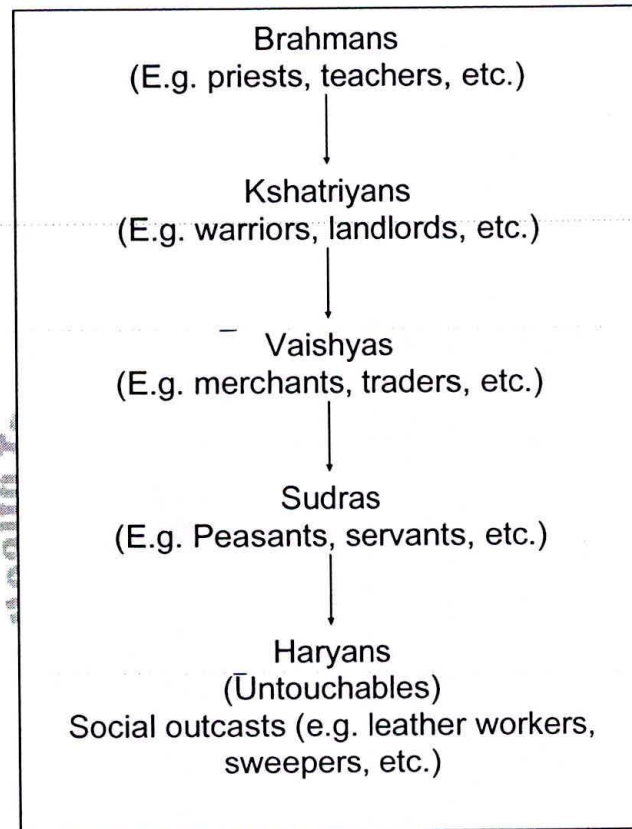 Brahmans
(E.g. priests, teachers, etc.)
Kshatriyans
(E.g. warriors, landlords, etc.)
Vaishyas
(E.g. merchants, traders, etc.)
Sudras
(E.g. Peasants, servants, etc.)
Haryans
(Untouchables)
Social outcasts (e.g. leather workers,
sweepers, etc.)